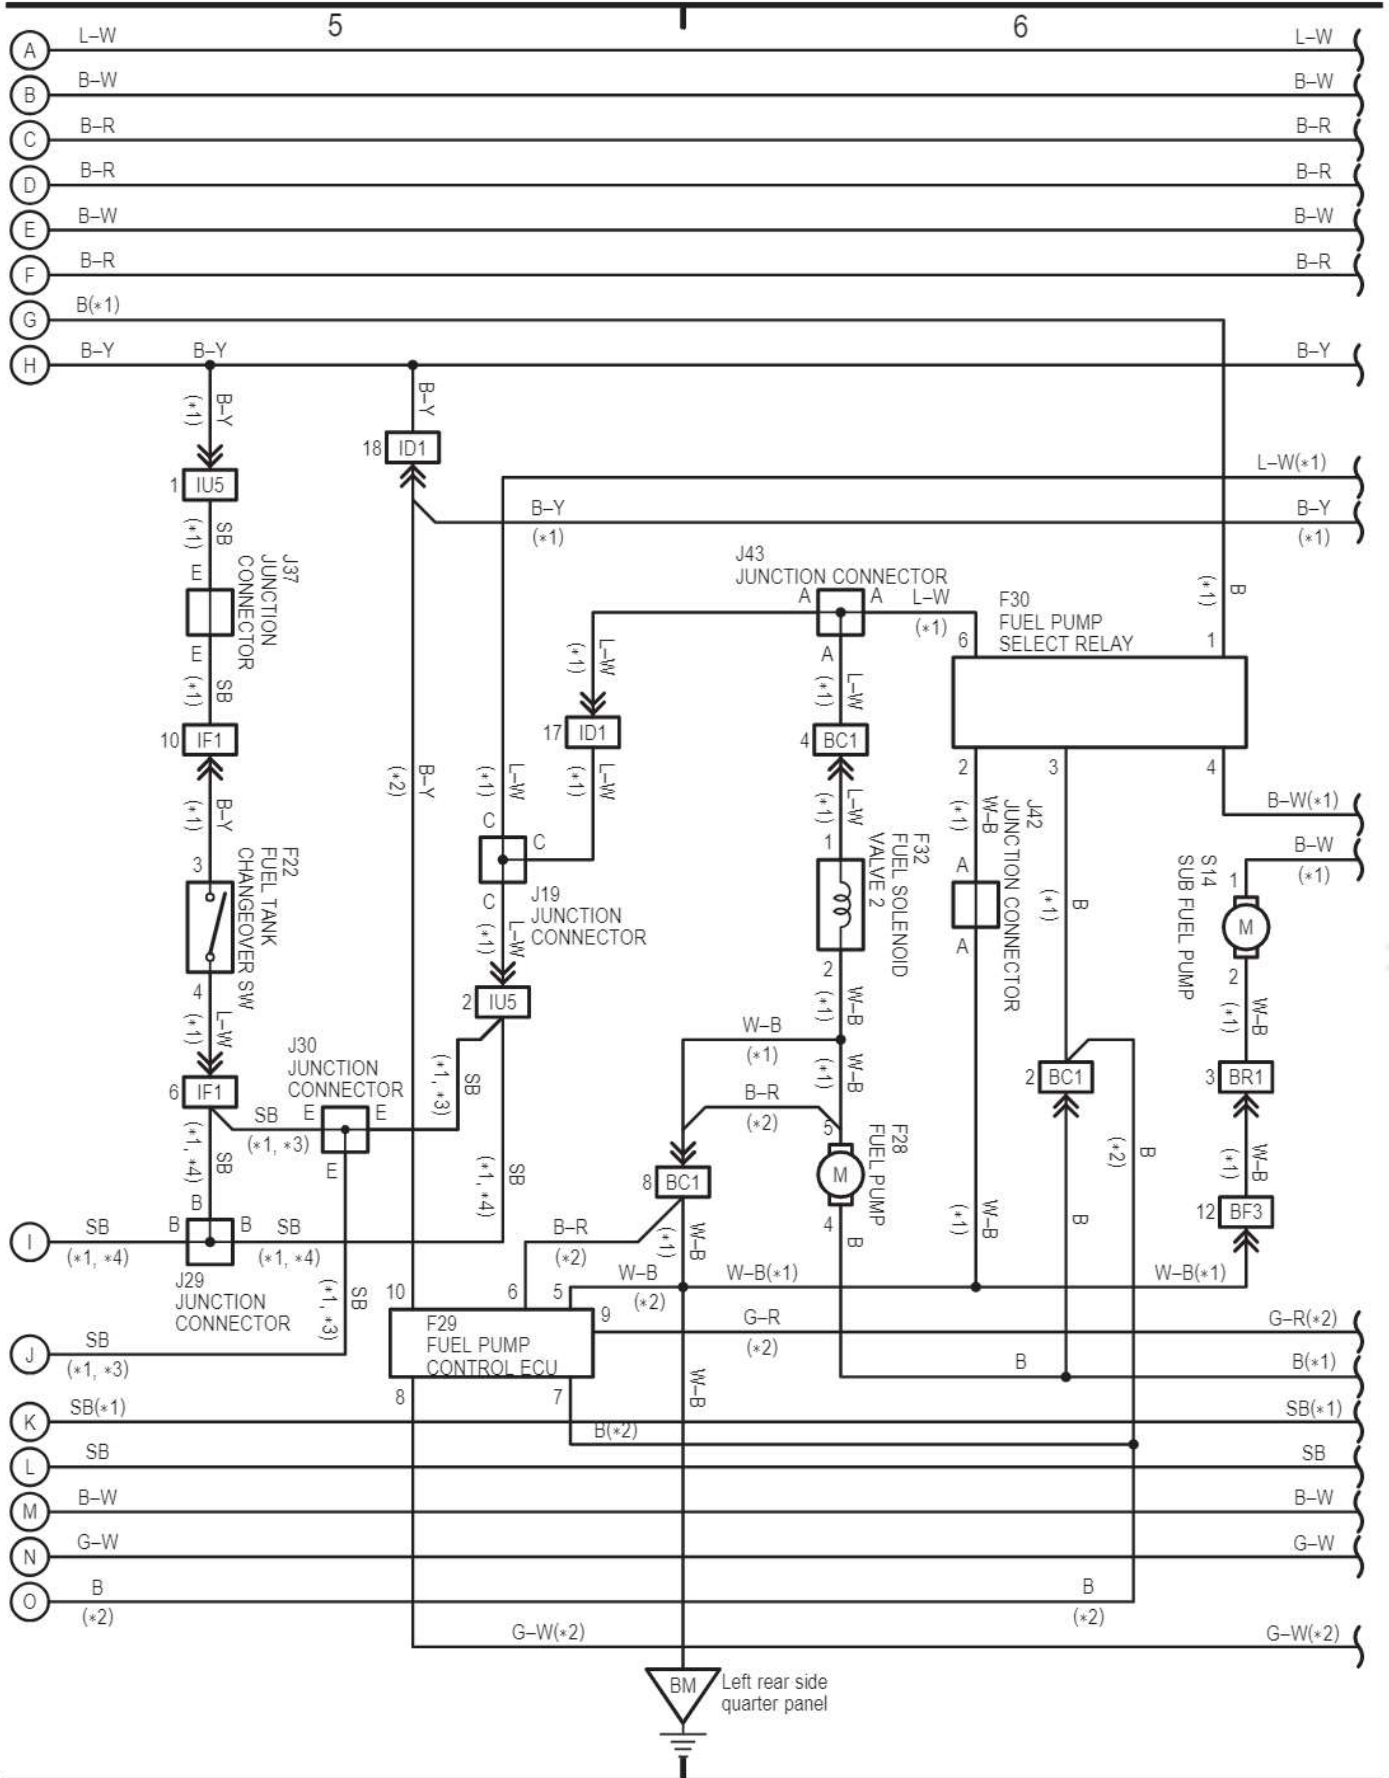 5 6
A L–W L–W
B B–W B–W
C B–R B–R
D B–R B–R
E B–W B–W
F B–R B–R
G B(*1)
H B–Y B–Y B–Y
B–Y (*1)
B–Y
18 ID1
1 IU5
L–W(*1)
B–Y (*1)
B–Y (*1)
SB (*1)
E
J37
JUNCTION
CONNECTOR
E
SB (*1)
10 IF1
B–Y (*1)
3
F22
FUEL TANK
CHANGEOVER SW
4
L–W (*1)
6 IF1
J43
JUNCTION CONNECTOR
A A L–W
(*1)
A
L–W (*1)
17 ID1
L–W (*1)
L–W (*1)
4 BC1
L–W (*1)
B (*1)
F30
FUEL PUMP
SELECT RELAY
6 1
2 3 4
B–Y (*2)
L–W (*1)
C
C
C
J19
JUNCTION
CONNECTOR
L–W (*1)
2 IU5
1
F32
FUEL SOLENOID
VALVE 2
2
W–B (*1)
W–B (*1)
A
J42
JUNCTION CONNECTOR
A
B (*1)
B–W(*1)
B–W
(*1)
S14
SUB FUEL PUMP
1
M
2
W–B (*1)
J30
JUNCTION
CONNECTOR
SB E E
(*1, *3)
E
SB (*1, *3)
W–B
(*1)
W–B (*1)
B–R
(*2)
2 BC1
3 BR1
5
F28
FUEL PUMP
M
4
B
8 BC1
B (*2)
W–B (*1)
SB (*1, *4)
SB (*1, *4)
B
I SB B B SB
(*1, *4) (*1, *4)
J29
JUNCTION
CONNECTOR
SB (*1, *3)
B–R
(*2)
W–B (*1)
W–B (*1)
B
12 BF3
10 6 5
W–B
(*2)
W–B(*1)
W–B(*1)
9
F29
FUEL PUMP
CONTROL ECU
G–R
(*2)
G–R(*2)
J SB
(*1, *3)
8 7
W–B
B
B(*1)
K SB(*1) SB(*1)
B(*2)
L SB SB
M B–W B–W
N G–W G–W
O B B
(*2) (*2)
G–W(*2) G–W(*2)
BM
Left rear side
quarter panel